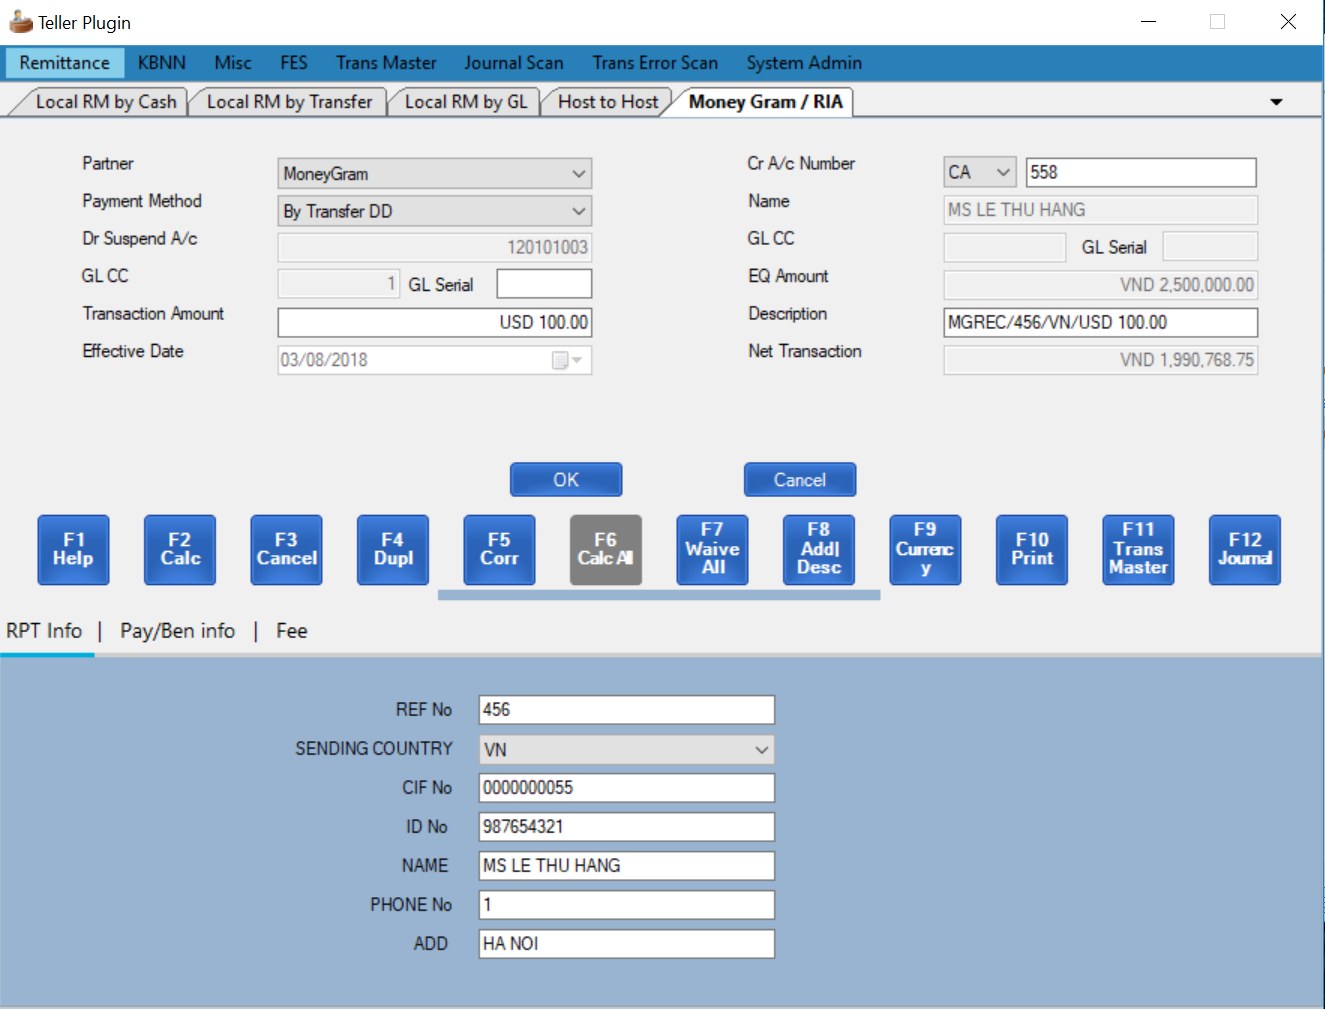 Teller Plugin
Remittance KBNN Misc FES Trans Master Journal Scan Trans Error Scan System Admin
Local RM by Cash Local RM by Transfer Local RM by GL Host to Host Money Gram / RIA
Partner MoneyGram Cr A/c Number CA 558
Payment Method By Transfer DD Name MS LE THU HANG
Dr Suspend A/c 120101003 GL CC GL Serial
GL CC 1 GL Serial EQ Amount VND 2,500,000.00
Transaction Amount USD 100.00 Description MGREC/456/VN/USD 100.00
Effective Date 03/08/2018 Net Transaction VND 1,990,768.75
OK Cancel
F1 Help
F2 Calc
F3 Cancel
F4 Dupl
F5 Corr
F6 Calc All
F7 Waive All
F8 Addl Desc
F9 Currency
F10 Print
F11 Trans Master
F12 Journal
RPT Info | Pay/Ben info | Fee
REF No 456
SENDING COUNTRY VN
CIF No 0000000055
ID No 987654321
NAME MS LE THU HANG
PHONE No 1
ADD HA NOI